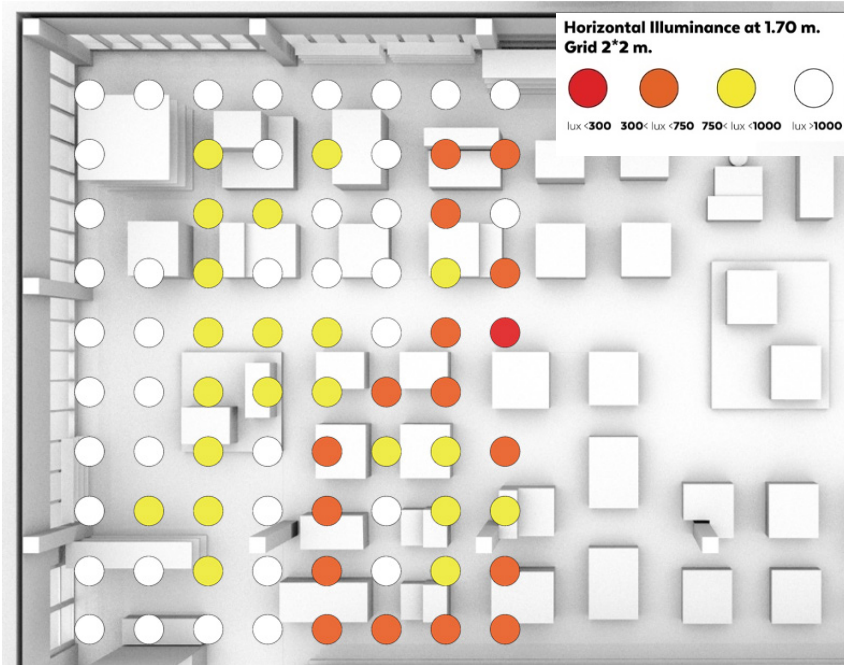 Horizontal Illuminance at 1.70 m.
Grid 2*2 m.
lux <300 300< lux <750 750< lux <1000 lux >1000